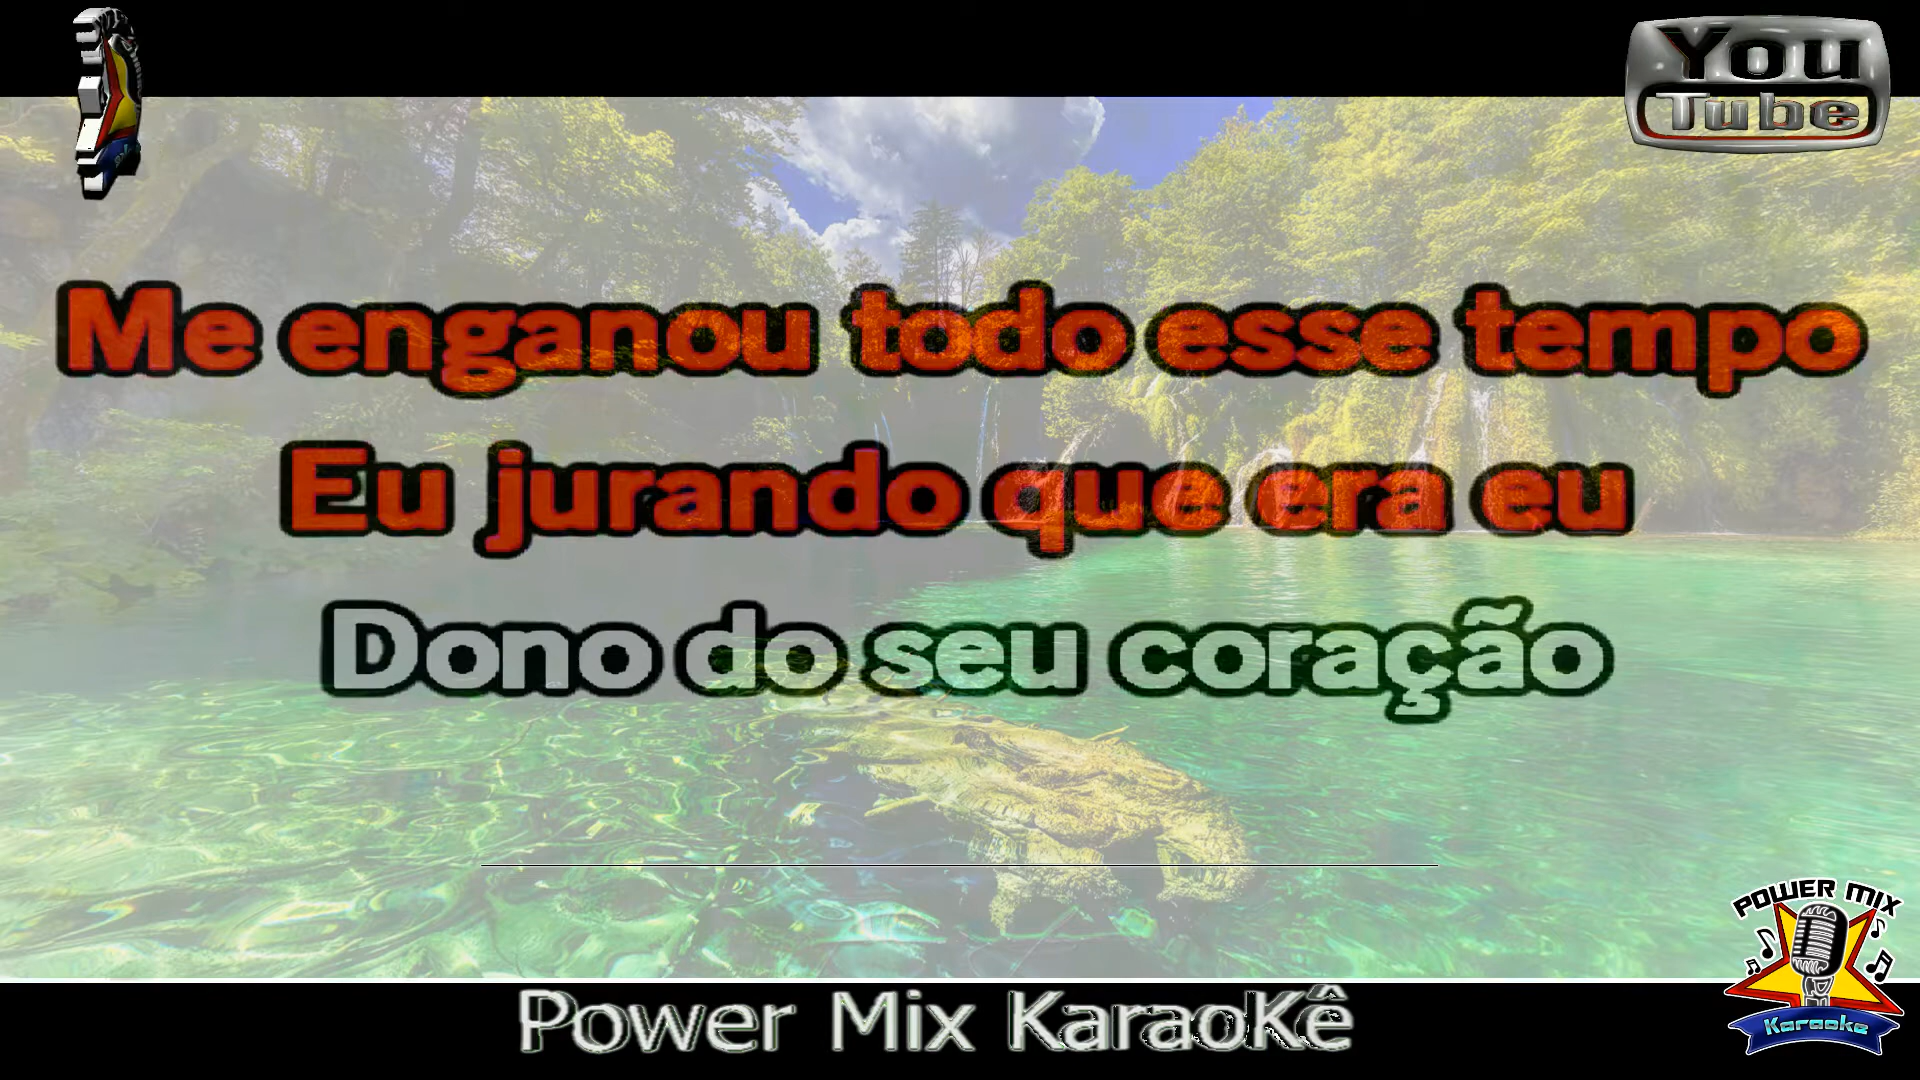 You
Tube
Me enganou todo esse tempo
Eu jurando que era eu
Dono do seu coração
POWER MIX
Karaoke
Power Mix KaraoKê